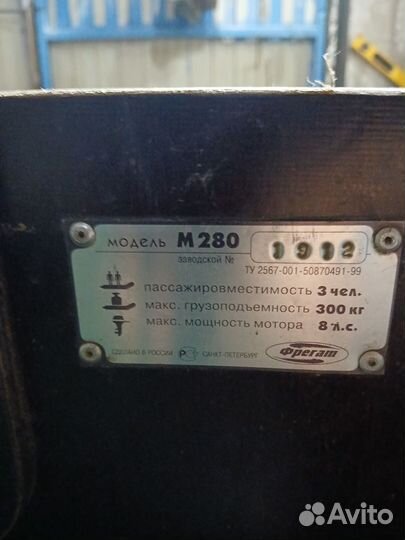 МОДЕЛЬ М280
ЗАВОДСКОЙ №
ТУ 2567-001-50870491-99
ПАССАЖИРОВМЕСТИМОСТЬ 3 ЧЕЛ.
МАКС. ГРУЗОПОДЪЕМНОСТЬ 300 КГ
МАКС. МОЩНОСТЬ МОТОРА 8 Л.С.
СДЕЛАНО В РОССИИ РС САНКТ-ПЕТЕРБУРГ Фрегат
Avito